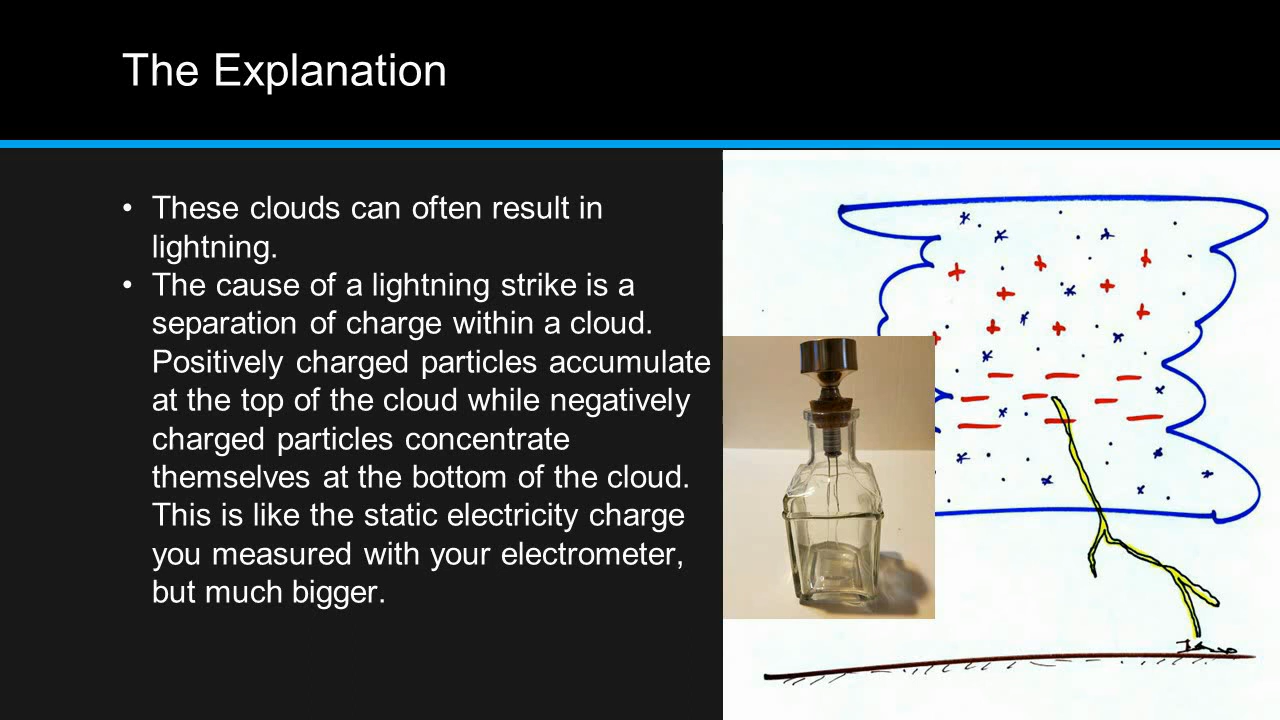 The Explanation
• These clouds can often result in
lightning.
• The cause of a lightning strike is a
separation of charge within a cloud.
Positively charged particles accumulate
at the top of the cloud while negatively
charged particles concentrate
themselves at the bottom of the cloud.
This is like the static electricity charge
you measured with your electrometer,
but much bigger.